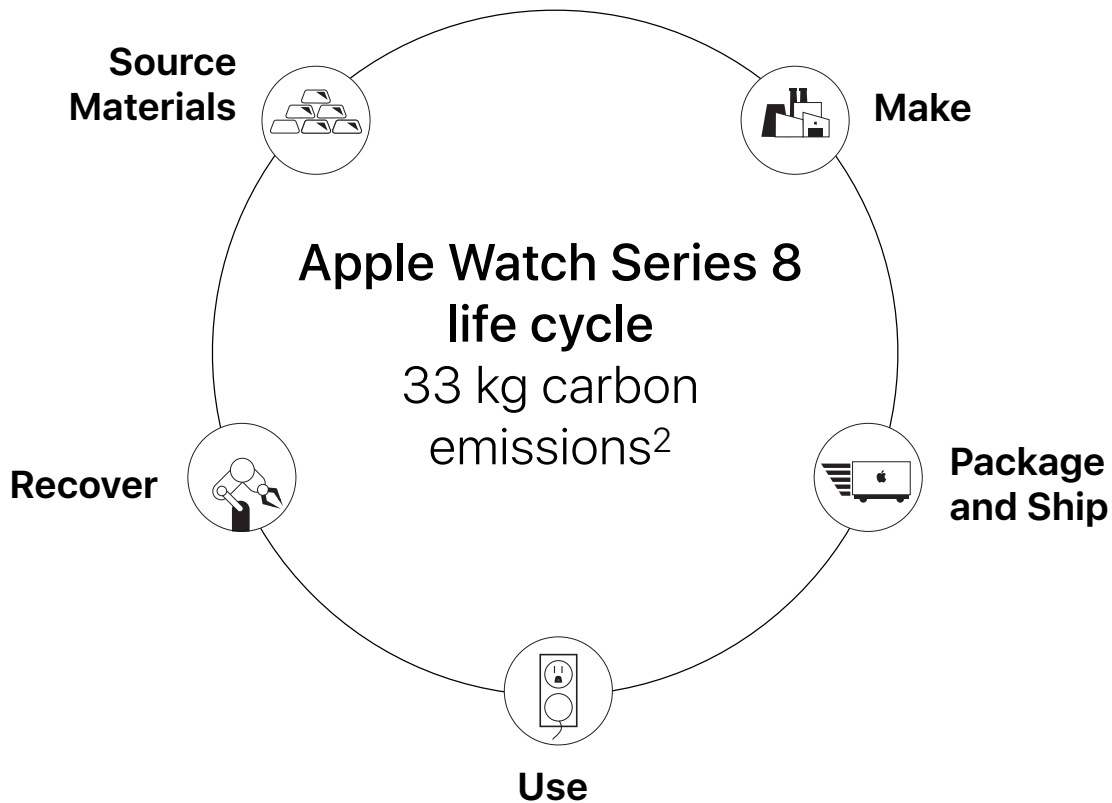 Source
Materials
Make
Apple Watch Series 8
life cycle
33 kg carbon
emissions²
Recover
Package
and Ship
Use